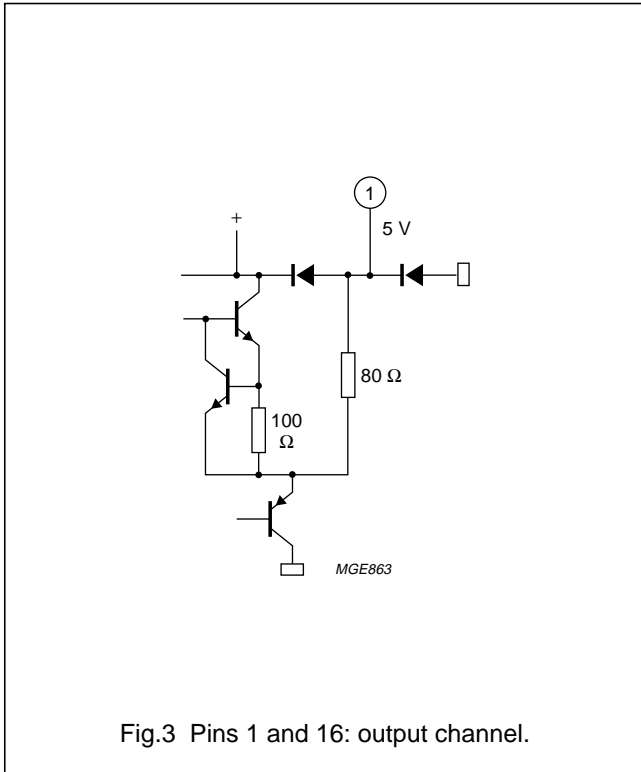 1
+
5 V
80 Ω
100
Ω
MGE863
Fig.3 Pins 1 and 16: output channel.